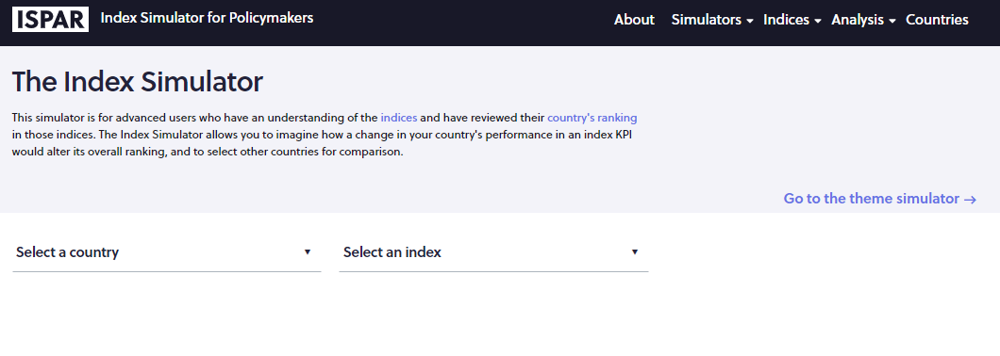 ISPAR Index Simulator for Policymakers About Simulators Indices Analysis Countries
The Index Simulator
This simulator is for advanced users who have an understanding of the indices and have reviewed their country's ranking
in those indices. The Index Simulator allows you to imagine how a change in your country's performance in an index KPI
would alter its overall ranking, and to select other countries for comparison.
Go to the theme simulator →
Select a country Select an index